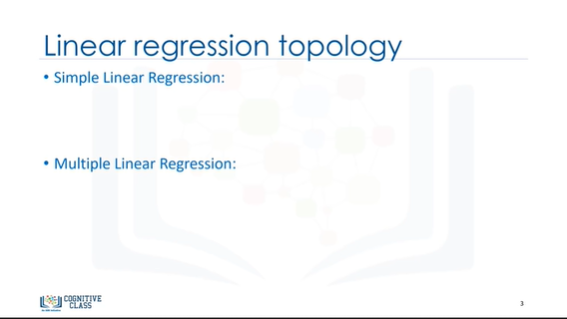 Linear regression topology
• Simple Linear Regression:
• Multiple Linear Regression:
COGNITIVE
CLASS
3